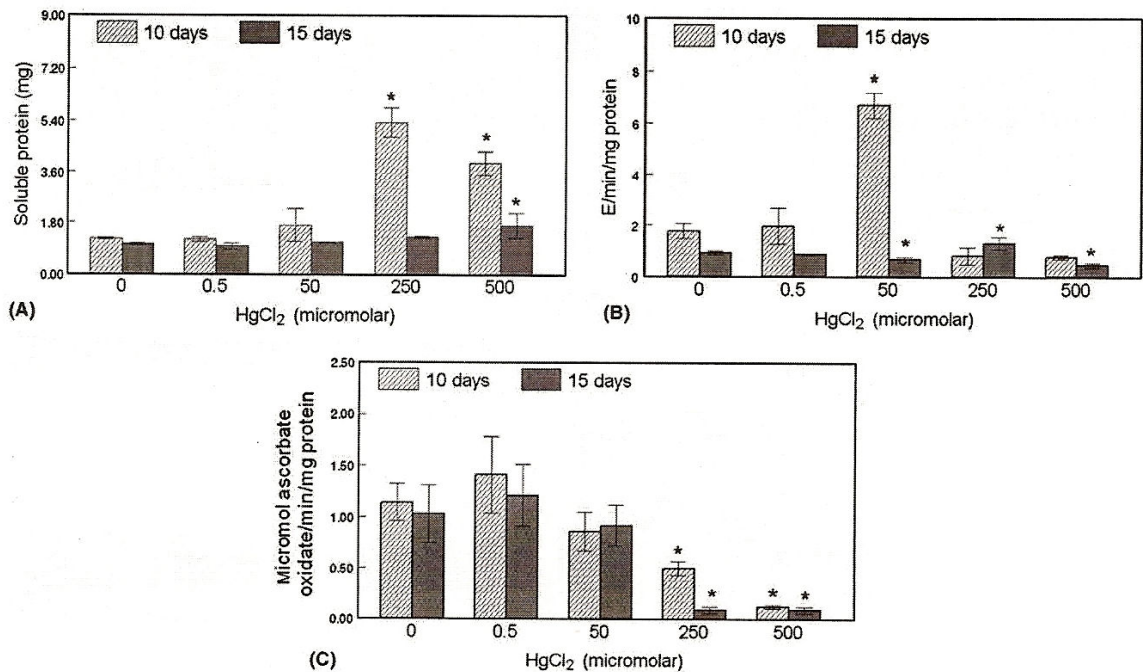 9.00
7.20
5.40
3.60
1.80
0.00
Soluble protein (mg)
10 days 15 days
*
*
*
0 0.5 50 250 500
HgCl2 (micromolar)
(A)
10
8
6
4
2
0
E/min/mg protein
10 days 15 days
*
*
*
*
0 0.5 50 250 500
HgCl2 (micromolar)
(B)
2.50
2.00
1.50
1.00
0.50
0.00
Micromol ascorbate
oxidate/min/mg protein
10 days 15 days
*
*
* *
0 0.5 50 250 500
HgCl2 (micromolar)
(C)